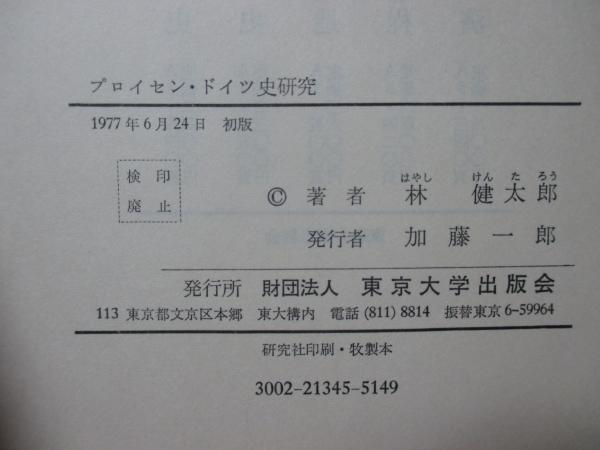 プロイセン・ドイツ史研究
1977年6月24日 初版
検印
廃止
はやし けん た ろう
© 著者 林 健太郎
発行者 加藤一郎
発行所 財団法人 東京大学出版会
113 東京都文京区本郷 東大構内 電話 (811) 8814 振替東京 6-59964
研究社印刷・牧製本
3002-21345-5149